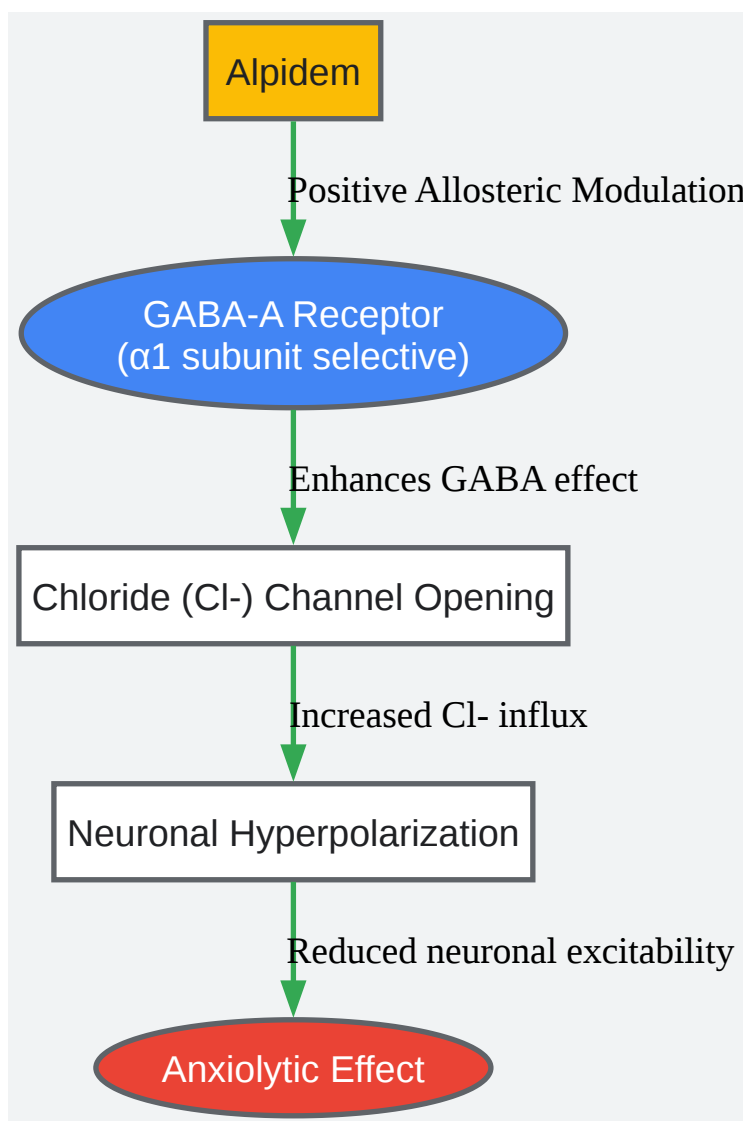 Alpidem
Positive Allosteric Modulation
GABA-A Receptor
(α1 subunit selective)
Enhances GABA effect
Chloride (Cl-) Channel Opening
Increased Cl- influx
Neuronal Hyperpolarization
Reduced neuronal excitability
Anxiolytic Effect